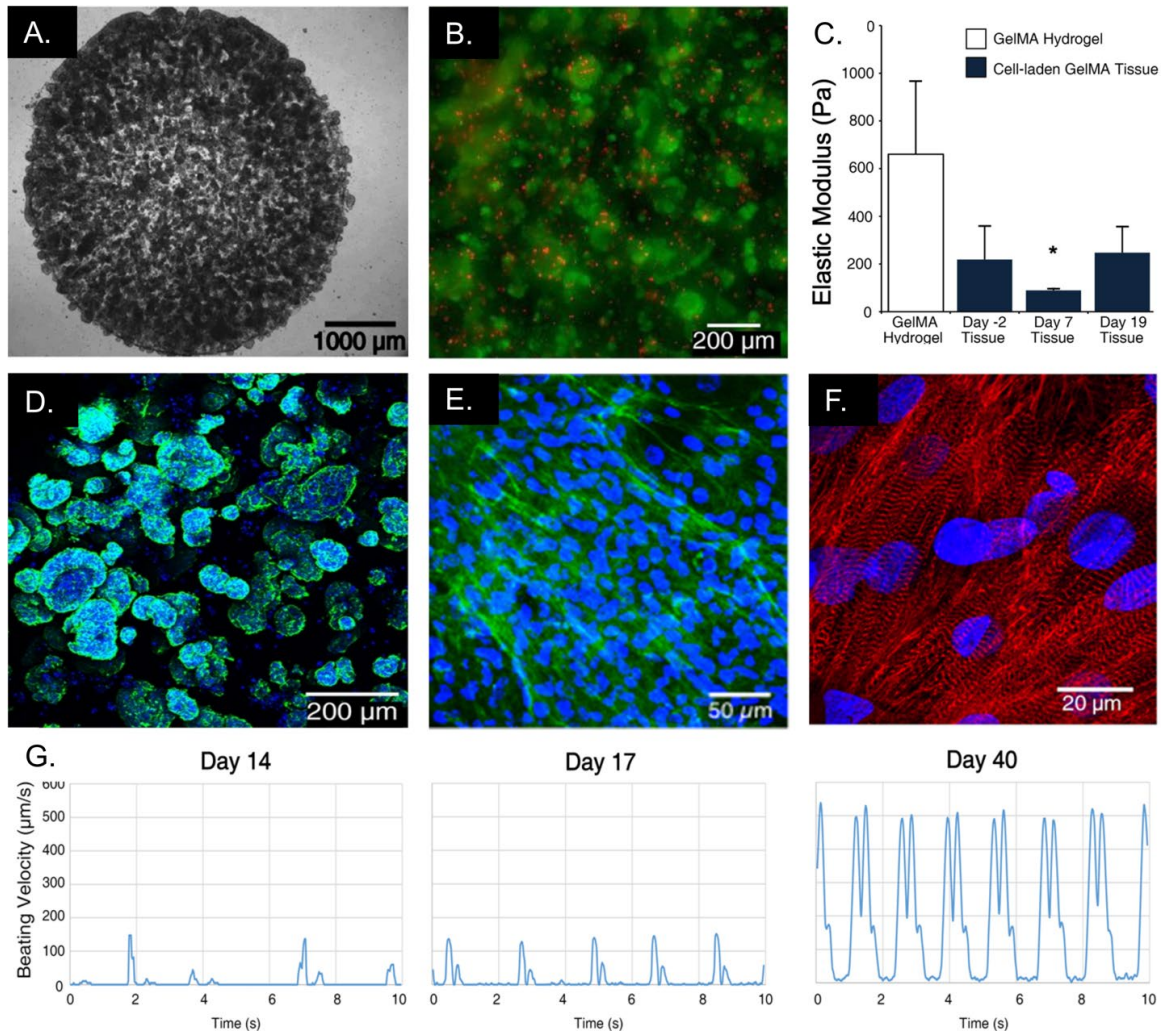 A.
1000 µm
B.
200 µm
C.
Pa
1000
800
600
400
200
0
Elastic Modulus (Pa)
GelMA Hydrogel
Cell-laden GelMA Tissue
GelMA
Hydrogel
Day -2
Tissue
*
Day 7
Tissue
Day 19
Tissue
D.
200 µm
E.
50 µm
F.
20 µm
G.
Day 14
Beating Velocity (µm/s)
600
500
400
300
200
100
0
0 2 4 6 8 10
Time (s)
Day 17
0 2 4 6 8 10
Time (s)
Day 40
0 2 4 6 8 10
Time (s)